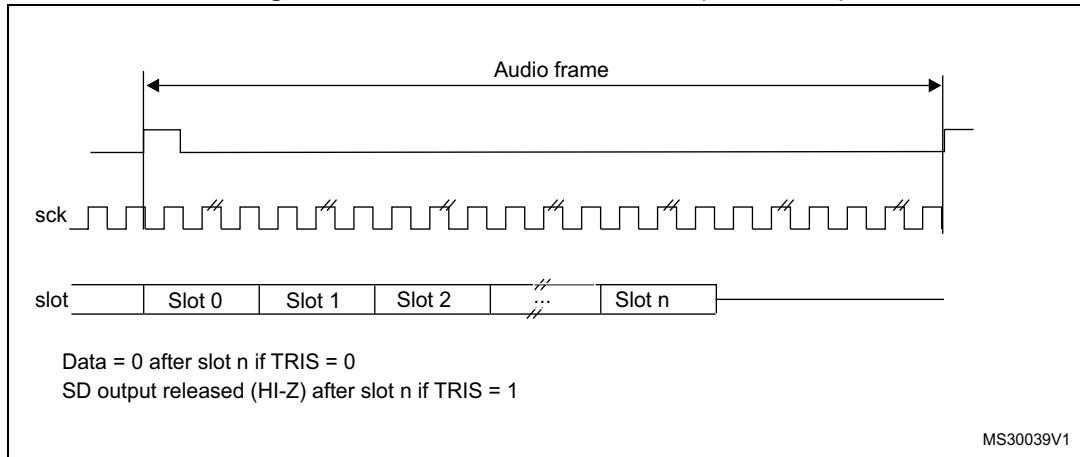 Audio frame
sck
slot Slot 0 Slot 1 Slot 2 ... Slot n
Data = 0 after slot n if TRIS = 0
SD output released (HI-Z) after slot n if TRIS = 1
MS30039V1